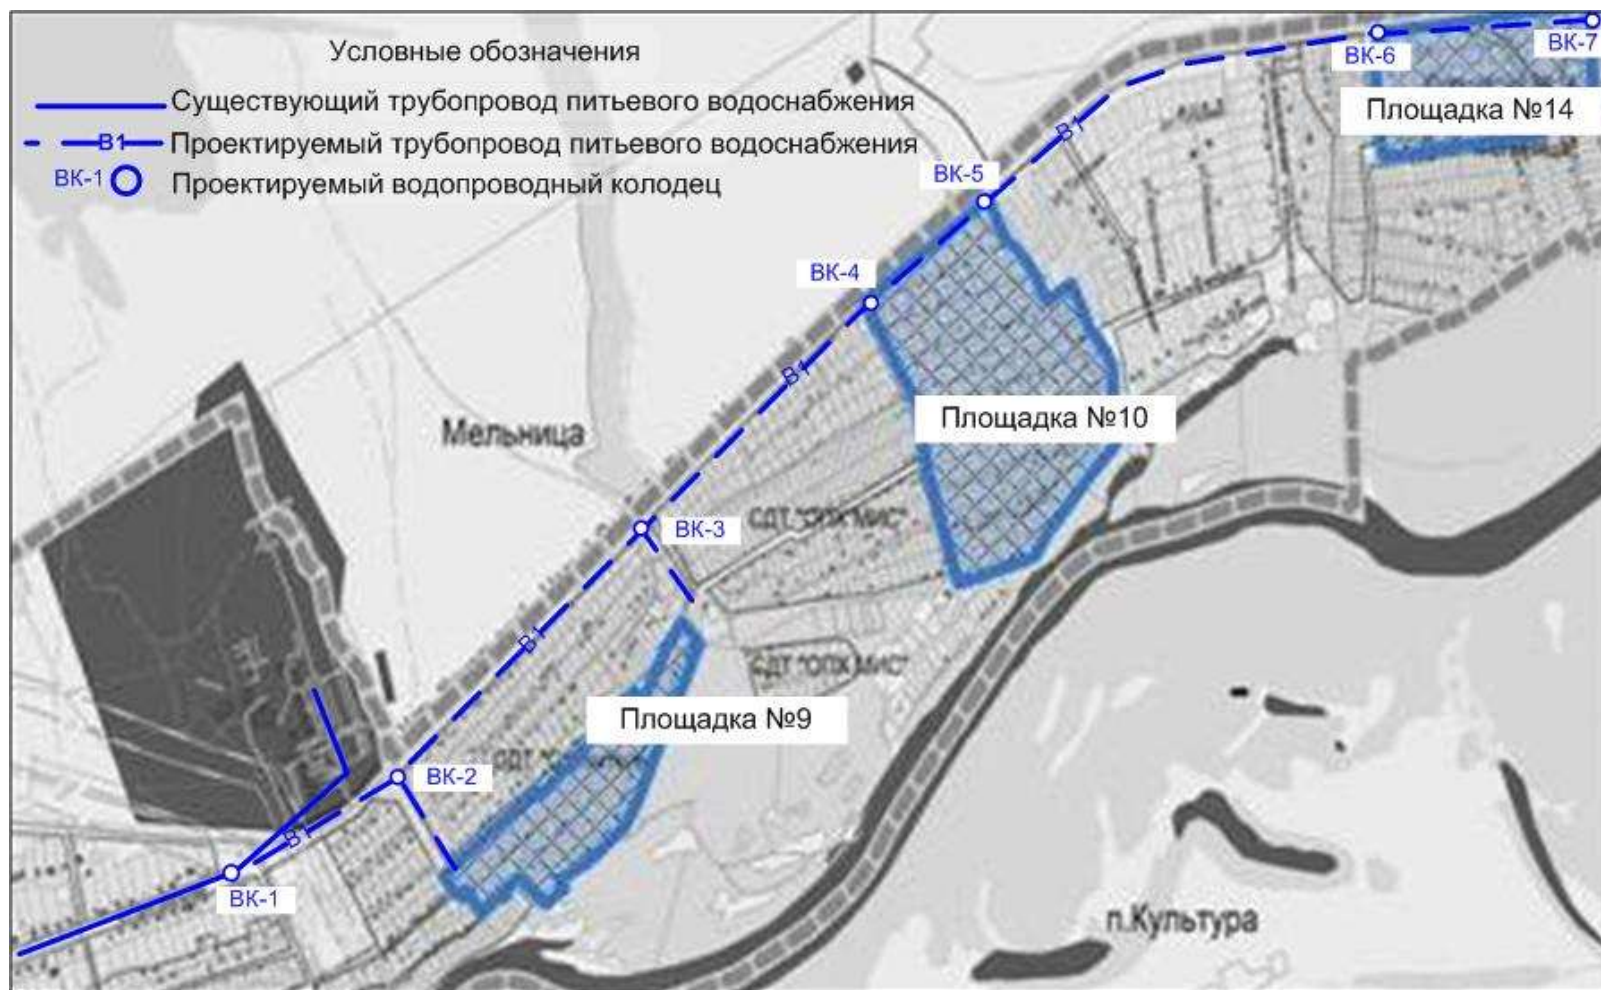 Условные обозначения
Существующий трубопровод питьевого водоснабжения
В1 Проектируемый трубопровод питьевого водоснабжения
ВК-1 Проектируемый водопроводный колодец
ВК-6
ВК-7
Площадка №14
В1
ВК-5
ВК-4
В1
Площадка №10
Мельница
ВК-3
СДТ "ОПХ МИС"
В1
СДТ "ОПХ МИС"
Площадка №9
ВК-2
В1
ВК-1
п.Культура